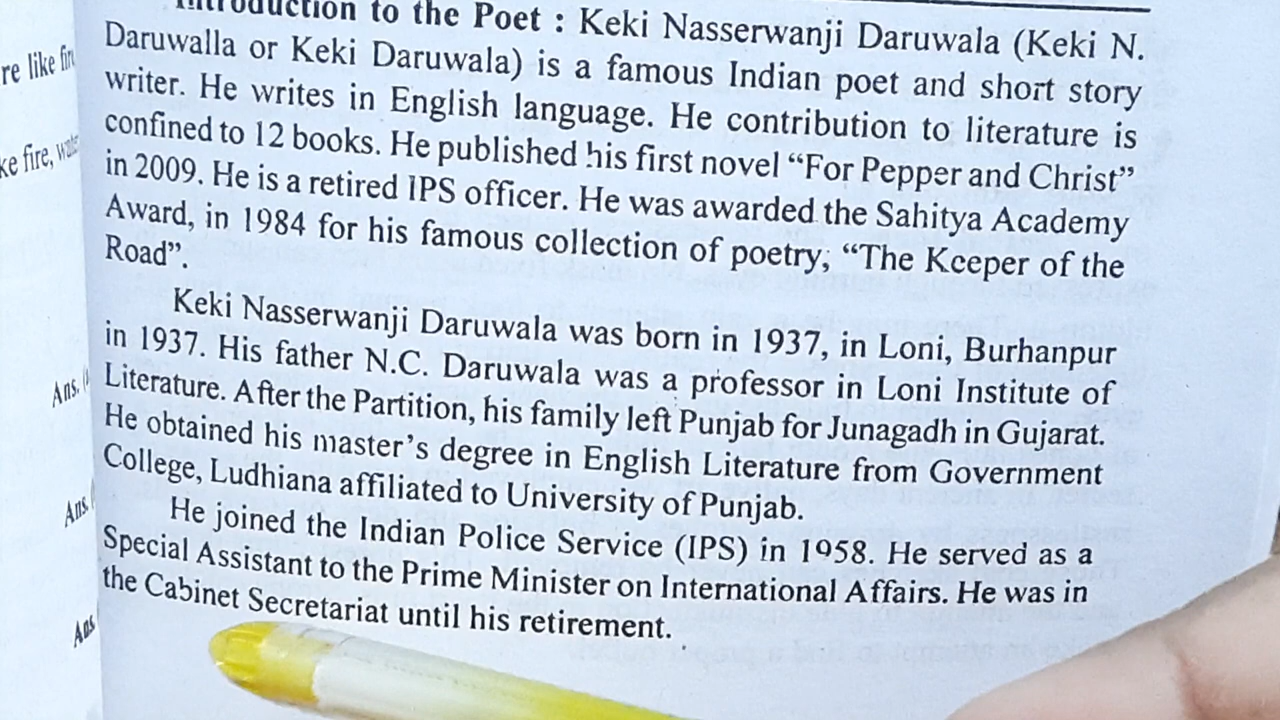 Introduction to the Poet : Keki Nasserwanji Daruwala (Keki N.
Daruwalla or Keki Daruwala) is a famous Indian poet and short story
writer. He writes in English language. He contribution to literature is
confined to 12 books. He published his first novel “For Pepper and Christ”
in 2009. He is a retired IPS officer. He was awarded the Sahitya Academy
Award, in 1984 for his famous collection of poetry, “The Keeper of the
Road”.
Keki Nasserwanji Daruwala was born in 1937, in Loni, Burhanpur
in 1937. His father N.C. Daruwala was a professor in Loni Institute of
Literature. After the Partition, his family left Punjab for Junagadh in Gujarat.
He obtained his master’s degree in English Literature from Government
College, Ludhiana affiliated to University of Punjab.
He joined the Indian Police Service (IPS) in 1958. He served as a
Special Assistant to the Prime Minister on International Affairs. He was in
the Cabinet Secretariat until his retirement.
re like
ke fire,
Ans.
Ans.
Ans.